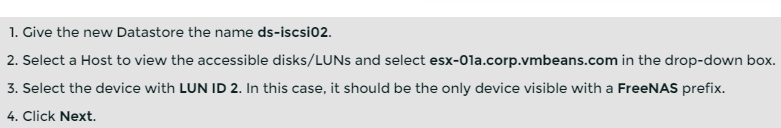 1. Give the new Datastore the name ds-iscsi02.
2. Select a Host to view the accessible disks/LUNs and select esx-01a.corp.vmbeans.com in the drop-down box.
3. Select the device with LUN ID 2. In this case, it should be the only device visible with a FreeNAS prefix.
4. Click Next.